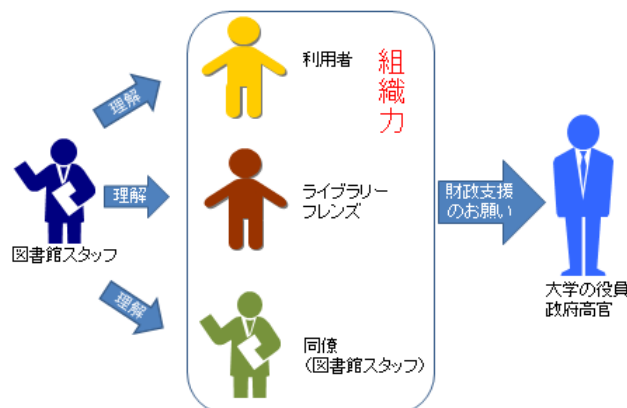 利用者
組織力
理解
図書館スタッフ
理解
ライブラリー
フレンズ
財政支援
のお願い
大学の役員
政府高官
理解
同僚
（図書館スタッフ）